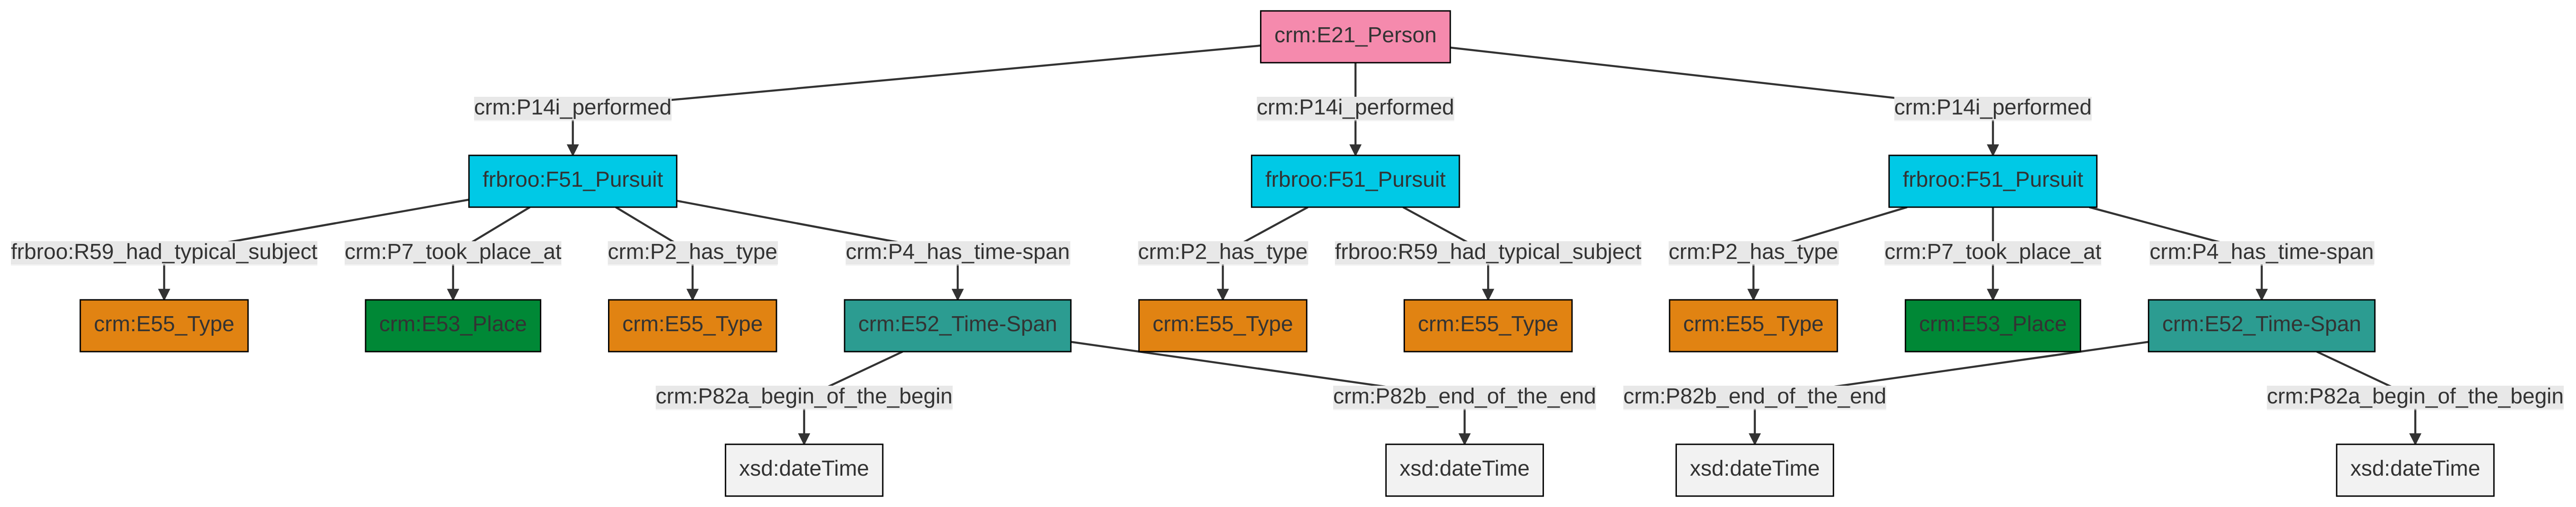 crm:E21_Person
crm:P14i_performed
crm:P14i_performed
crm:P14i_performed
frbroo:F51_Pursuit
frbroo:F51_Pursuit
frbroo:F51_Pursuit
frbroo:R59_had_typical_subject
crm:P7_took_place_at
crm:P2_has_type
crm:P4_has_time-span
crm:P2_has_type
frbroo:R59_had_typical_subject
crm:P2_has_type
crm:P7_took_place_at
crm:P4_has_time-span
crm:E55_Type
crm:E53_Place
crm:E55_Type
crm:E52_Time-Span
crm:E55_Type
crm:E55_Type
crm:E55_Type
crm:E53_Place
crm:E52_Time-Span
crm:P82a_begin_of_the_begin
crm:P82b_end_of_the_end
crm:P82b_end_of_the_end
crm:P82a_begin_of_the_begin
xsd:dateTime
xsd:dateTime
xsd:dateTime
xsd:dateTime